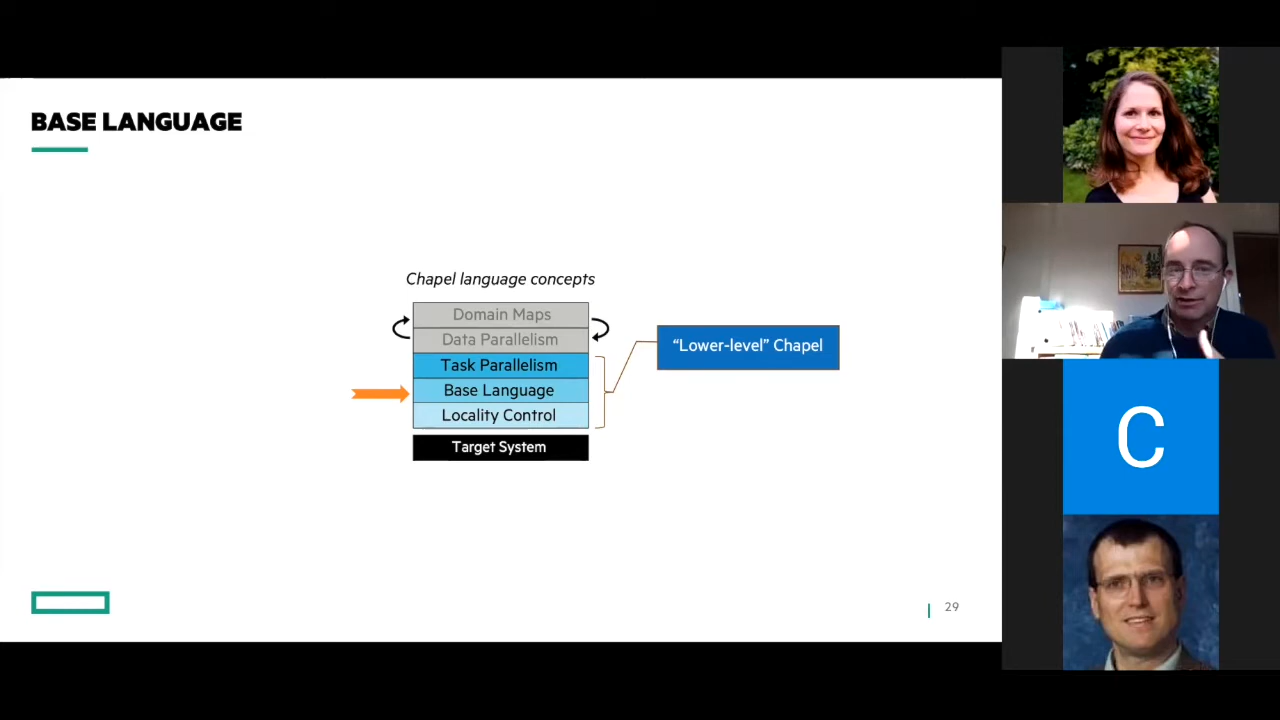 BASE LANGUAGE
Chapel language concepts
Domain Maps
Data Parallelism
Task Parallelism
Base Language
Locality Control
Target System
“Lower-level” Chapel
29
C